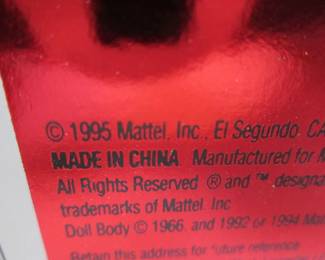 © 1995 Mattel, Inc., El Segundo, CA
MADE IN CHINA. Manufactured for M
All Rights Reserved. ® and ™ designa
trademarks of Mattel, Inc.
Doll Body © 1966, and 1992 or 1994 Mat
Retain this address for future reference